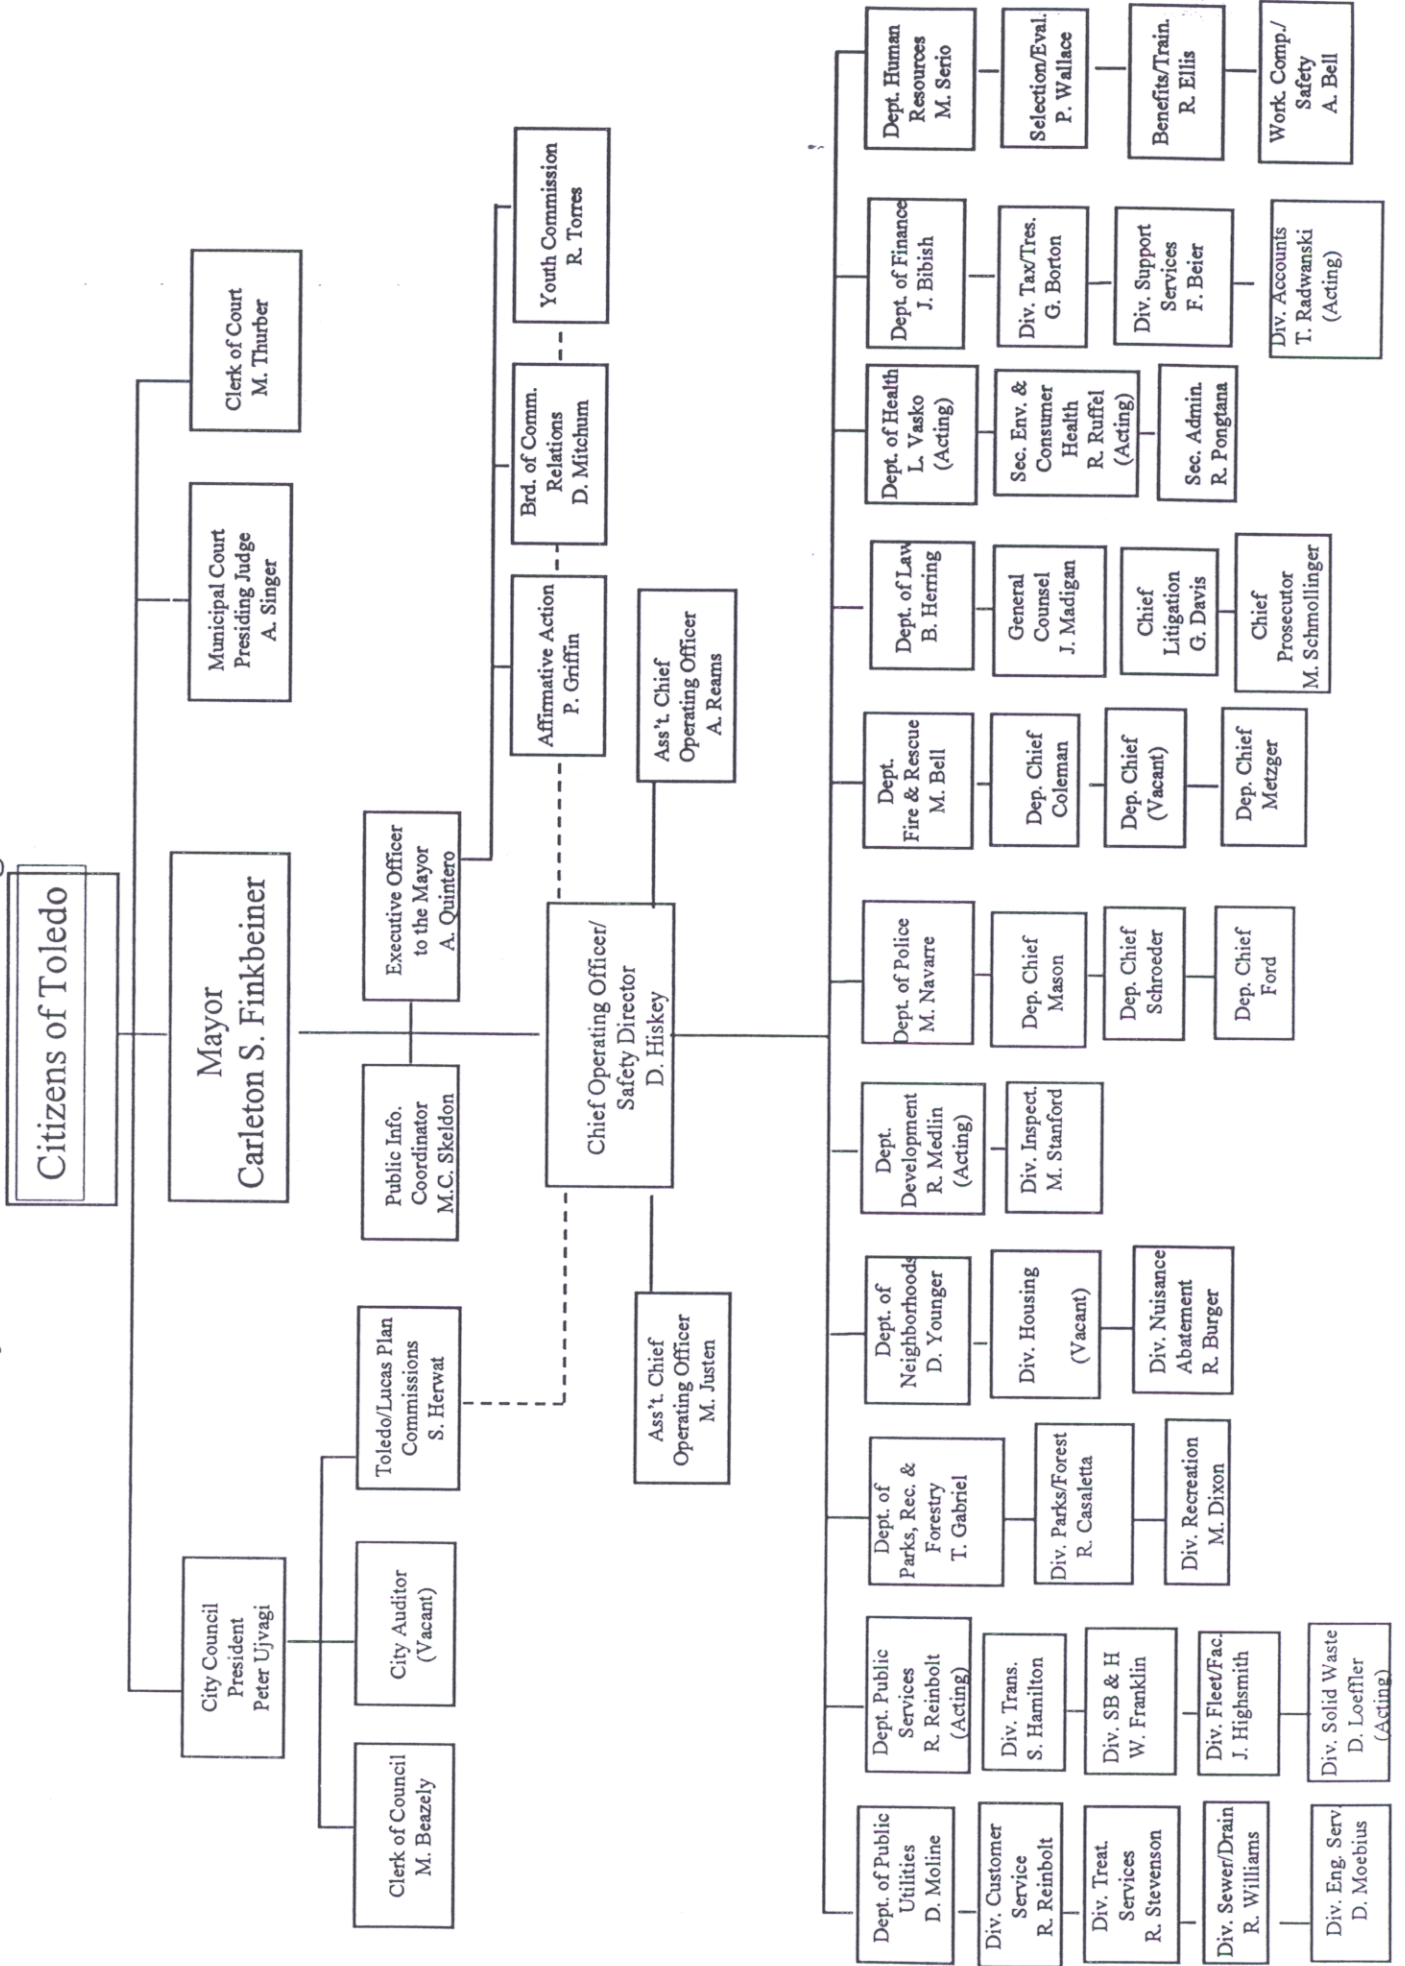 Citizens of Toledo
Mayor
Carleton S. Finkbeiner
City Council
President
Peter Ujvagi
Municipal Court
Presiding Judge
A. Singer
Clerk of Court
M. Thurber
Clerk of Council
M. Beazely
City Auditor
(Vacant)
Toledo/Lucas Plan
Commissions
S. Herwat
Public Info.
Coordinator
M.C. Skeldon
Executive Officer
to the Mayor
A. Quintero
Affirmative Action
P. Griffin
Brd. of Comm.
Relations
D. Mitchum
Youth Commission
R. Torres
Chief Operating Officer/
Safety Director
D. Hiskey
Ass't. Chief
Operating Officer
M. Justen
Ass't. Chief
Operating Officer
A. Reams
Dept. of Public
Utilities
D. Moline
Div. Customer
Service
R. Reinbolt
Div. Treat.
Services
R. Stevenson
Div. Sewer/Drain
R. Williams
Div. Eng. Serv.
D. Moebius
Dept. Public
Services
R. Reinbolt
(Acting)
Div. Trans.
S. Hamilton
Div. SB & H
W. Franklin
Div. Fleet/Fac.
J. Highsmith
Div. Solid Waste
D. Loeffler
(Acting)
Dept. of
Parks, Rec. &
Forestry
T. Gabriel
Div. Parks/Forest
R. Casaletta
Div. Recreation
M. Dixon
Dept. of
Neighborhoods
D. Younger
Div. Housing
(Vacant)
Div. Nuisance
Abatement
R. Burger
Dept.
Development
R. Medlin
(Acting)
Div. Inspect.
M. Stanford
Dept. of Police
M. Navarre
Dep. Chief
Mason
Dep. Chief
Schroeder
Dep. Chief
Ford
Dept.
Fire & Rescue
M. Bell
Dep. Chief
Coleman
Dep. Chief
(Vacant)
Dep. Chief
Metzger
Dept. of Law
B. Herring
General
Counsel
J. Madigan
Chief
Litigation
G. Davis
Chief
Prosecutor
M. Schmollinger
Dept. of Health
L. Vasko
(Acting)
Sec. Env. &
Consumer
Health
R. Ruffel
(Acting)
Sec. Admin.
R. Pongtana
Dept. of Finance
J. Bibish
Div. Tax/Tres.
G. Borton
Div. Support
Services
F. Beier
Div. Accounts
T. Radwanski
(Acting)
Dept. Human
Resources
M. Serio
Selection/Eval.
P. Wallace
Benefits/Train.
R. Ellis
Work. Comp./
Safety
A. Bell